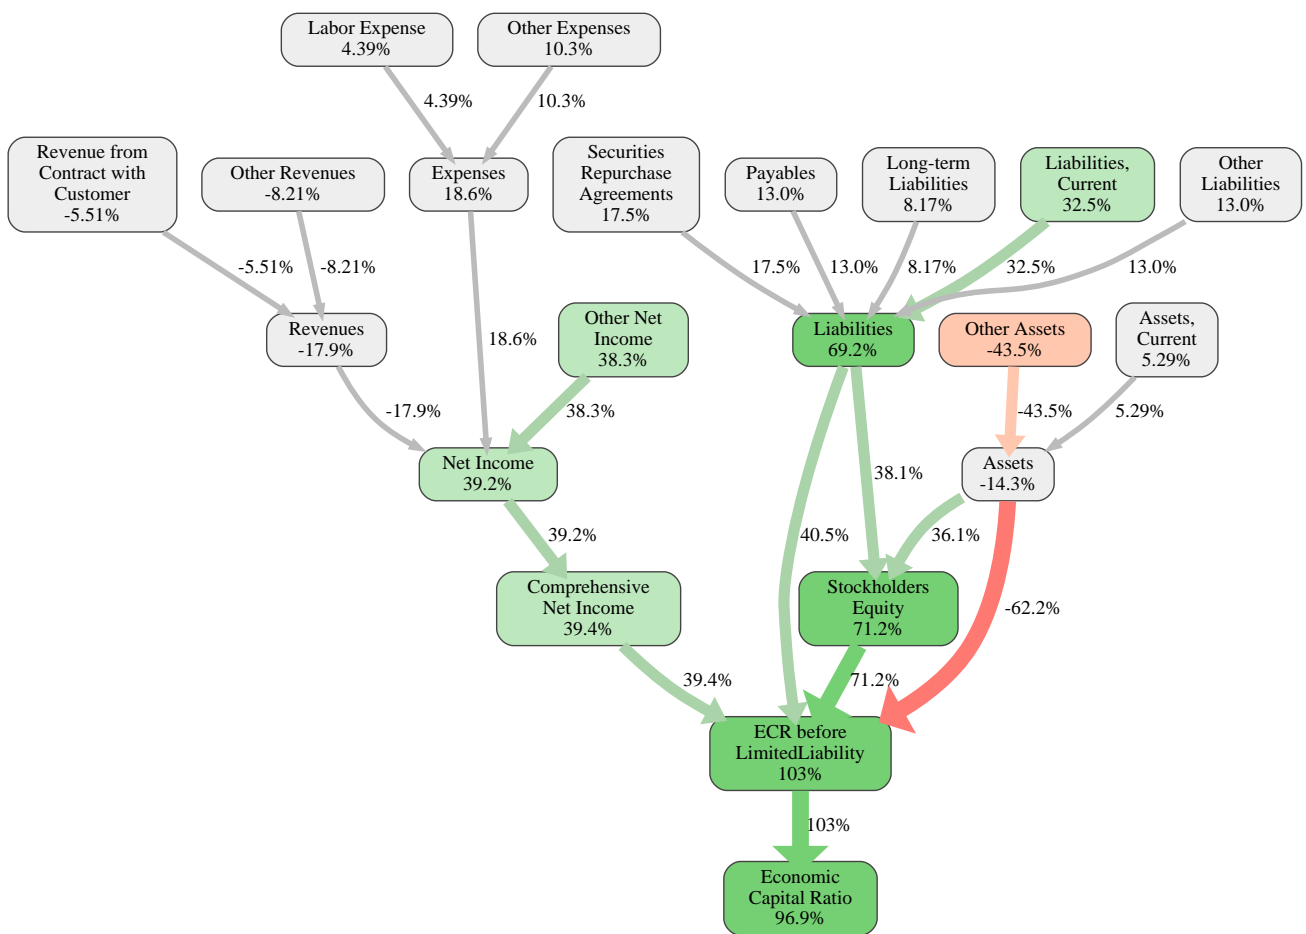 Labor Expense
4.39%
Other Expenses
10.3%
4.39%
10.3%
Revenue from
Contract with
Customer
-5.51%
Other Revenues
-8.21%
Expenses
18.6%
Securities
Repurchase
Agreements
17.5%
Payables
13.0%
Long-term
Liabilities
8.17%
Liabilities,
Current
32.5%
Other
Liabilities
13.0%
-5.51%
-8.21%
17.5%
13.0%
8.17%
32.5%
13.0%
Revenues
-17.9%
18.6%
Other Net
Income
38.3%
Liabilities
69.2%
Other Assets
-43.5%
Assets,
Current
5.29%
-17.9%
38.3%
-43.5%
5.29%
Net Income
39.2%
38.1%
Assets
-14.3%
39.2%
40.5%
36.1%
Comprehensive
Net Income
39.4%
Stockholders
Equity
71.2%
-62.2%
39.4%
71.2%
ECR before
LimitedLiability
103%
103%
Economic
Capital Ratio
96.9%